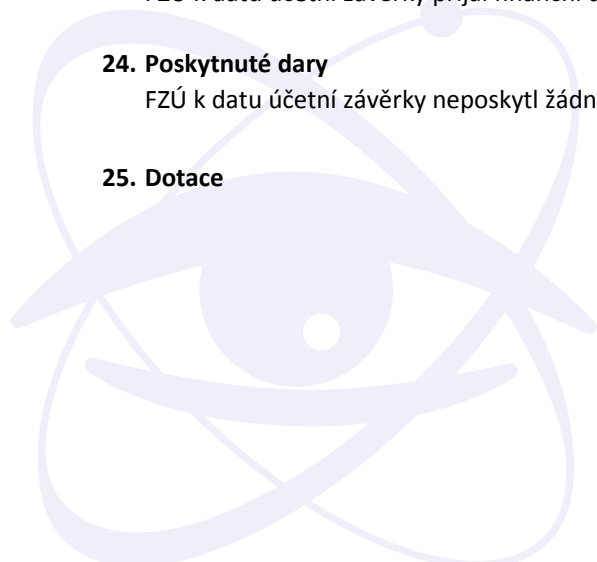 24. Poskytnuté dary
FZÚ k datu účetní závěrky neposkytl žádn
25. Dotace